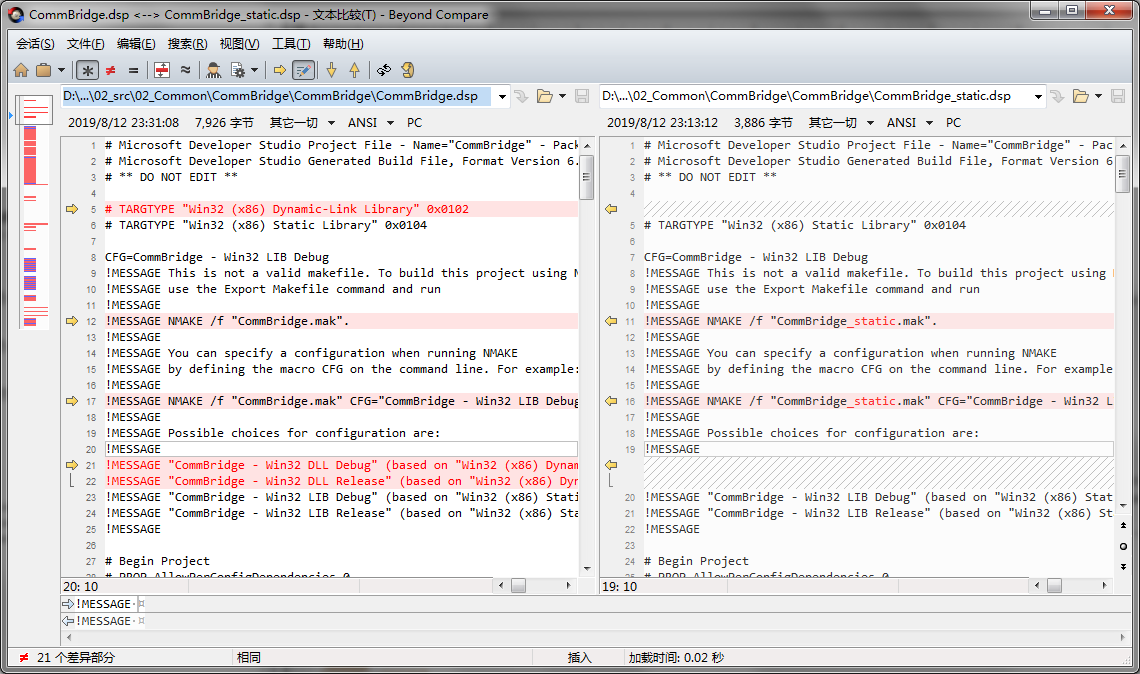 CommBridge.dsp <--> CommBridge_static.dsp - 文本比较(T) - Beyond Compare
会话(S) 文件(F) 编辑(E) 搜索(R) 视图(V) 工具(T) 帮助(H)
D:\...\02_src\02_Common\CommBridge\CommBridge\CommBridge.dsp
2019/8/12 23:31:08 7,926 字节 其它一切 ANSI PC
1 # Microsoft Developer Studio Project File - Name="CommBridge" - Pack
2 # Microsoft Developer Studio Generated Build File, Format Version 6.
3 # ** DO NOT EDIT **
4
5 # TARGTYPE "Win32 (x86) Dynamic-Link Library" 0x0102
6 # TARGTYPE "Win32 (x86) Static Library" 0x0104
7
8 CFG=CommBridge - Win32 LIB Debug
9 !MESSAGE This is not a valid makefile. To build this project using N
10 !MESSAGE use the Export Makefile command and run
11 !MESSAGE
12 !MESSAGE NMAKE /f "CommBridge.mak".
13 !MESSAGE
14 !MESSAGE You can specify a configuration when running NMAKE
15 !MESSAGE by defining the macro CFG on the command line. For example:
16 !MESSAGE
17 !MESSAGE NMAKE /f "CommBridge.mak" CFG="CommBridge - Win32 LIB Debug
18 !MESSAGE
19 !MESSAGE Possible choices for configuration are:
20 !MESSAGE
21 !MESSAGE "CommBridge - Win32 DLL Debug" (based on "Win32 (x86) Dynam
22 !MESSAGE "CommBridge - Win32 DLL Release" (based on "Win32 (x86) Dyn
23 !MESSAGE "CommBridge - Win32 LIB Debug" (based on "Win32 (x86) Stati
24 !MESSAGE "CommBridge - Win32 LIB Release" (based on "Win32 (x86) Sta
25 !MESSAGE
26
27 # Begin Project
28 # PROP AllowPerConfigDependencies 0
20: 10
D:\...\02_Common\CommBridge\CommBridge\CommBridge_static.dsp
2019/8/12 23:13:12 3,886 字节 其它一切 ANSI PC
1 # Microsoft Developer Studio Project File - Name="CommBridge" - Pac
2 # Microsoft Developer Studio Generated Build File, Format Version 6
3 # ** DO NOT EDIT **
4
5 # TARGTYPE "Win32 (x86) Static Library" 0x0104
6
7 CFG=CommBridge - Win32 LIB Debug
8 !MESSAGE This is not a valid makefile. To build this project using
9 !MESSAGE use the Export Makefile command and run
10 !MESSAGE
11 !MESSAGE NMAKE /f "CommBridge_static.mak".
12 !MESSAGE
13 !MESSAGE You can specify a configuration when running NMAKE
14 !MESSAGE by defining the macro CFG on the command line. For example
15 !MESSAGE
16 !MESSAGE NMAKE /f "CommBridge_static.mak" CFG="CommBridge - Win32 L
17 !MESSAGE
18 !MESSAGE Possible choices for configuration are:
19 !MESSAGE
20 !MESSAGE "CommBridge - Win32 LIB Debug" (based on "Win32 (x86) Stat
21 !MESSAGE "CommBridge - Win32 LIB Release" (based on "Win32 (x86) St
22 !MESSAGE
23
24 # Begin Project
25 # PROP AllowPerConfigDependencies 0
19: 10
!MESSAGE·¤
!MESSAGE·¤
≠ 21 个差异部分 相同 插入 加载时间: 0.02 秒